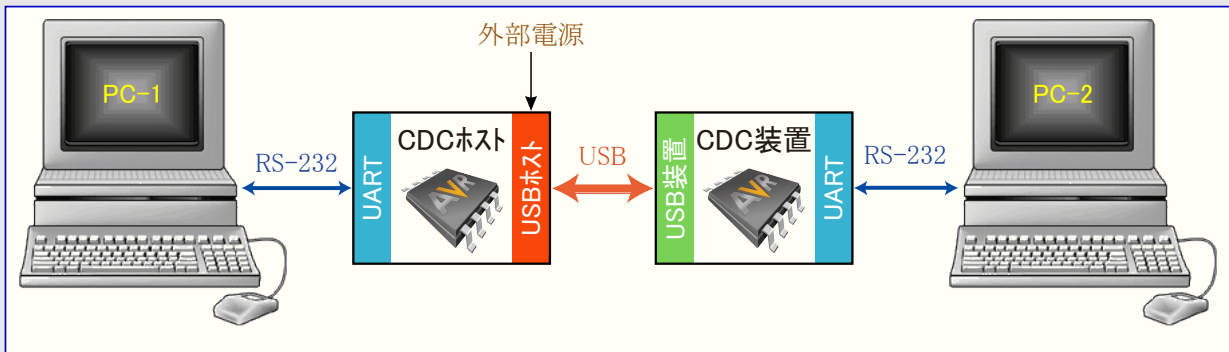 外部電源
PC-1
RS-232
UART
CDCホスト
AVR
USBホスト
USB
USB装置
CDC装置
AVR
UART
RS-232
PC-2